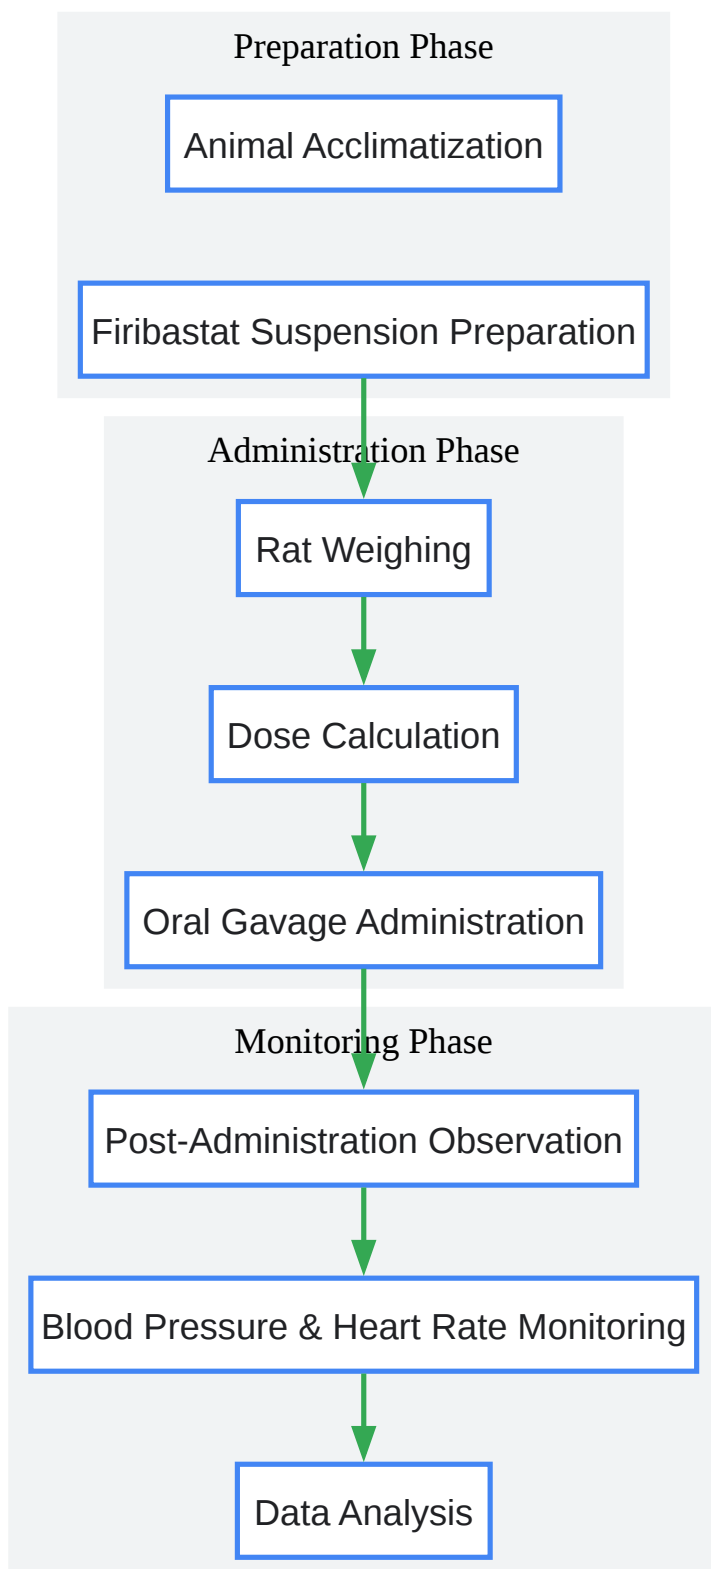 Preparation Phase
Animal Acclimatization
Firibastat Suspension Preparation
Administration Phase
Rat Weighing
Dose Calculation
Oral Gavage Administration
Monitoring Phase
Post-Administration Observation
Blood Pressure & Heart Rate Monitoring
Data Analysis